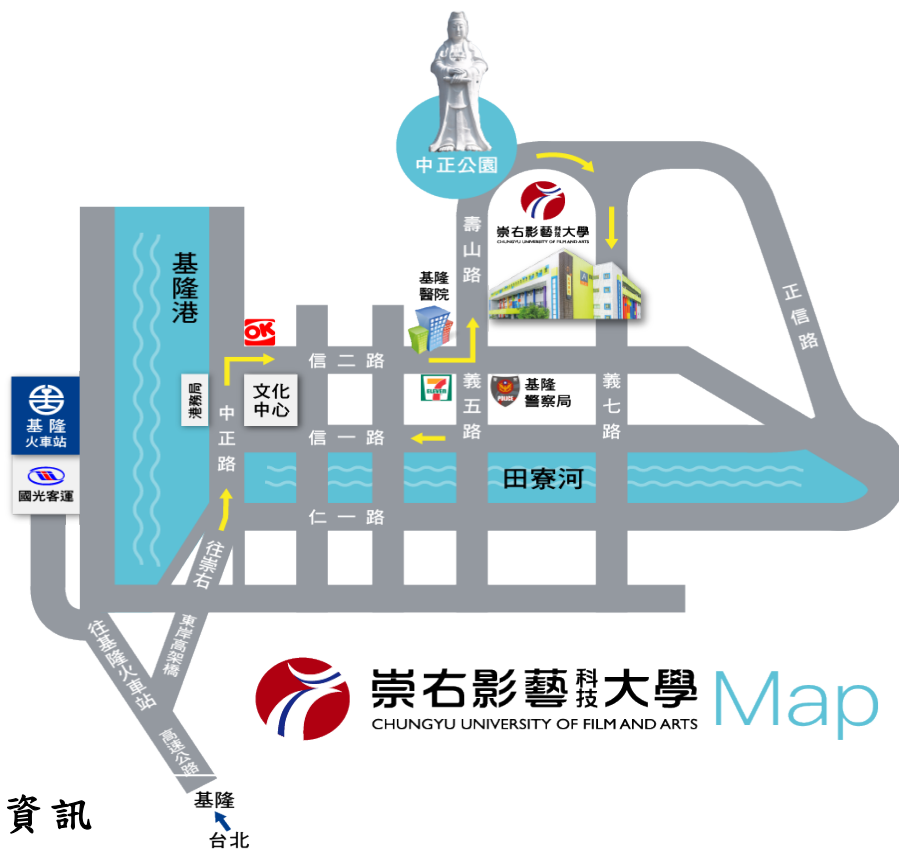 中正公園
崇右影藝科技大學
CHUNGYU UNIVERSITY OF FILM AND ARTS
壽山路
基隆港
基隆
醫院
正信路
OK
信二路
7
ELEVEN
POLICE
基隆
警察局
港務局
中正路
文化
中心
義五路
義七路
基隆
火車站
國光客運
信一路
田寮河
仁一路
往崇右
東岸高架橋
往基隆火車站
高速公路
崇右影藝科技大學 Map
CHUNGYU UNIVERSITY OF FILM AND ARTS
基隆
台北
資訊